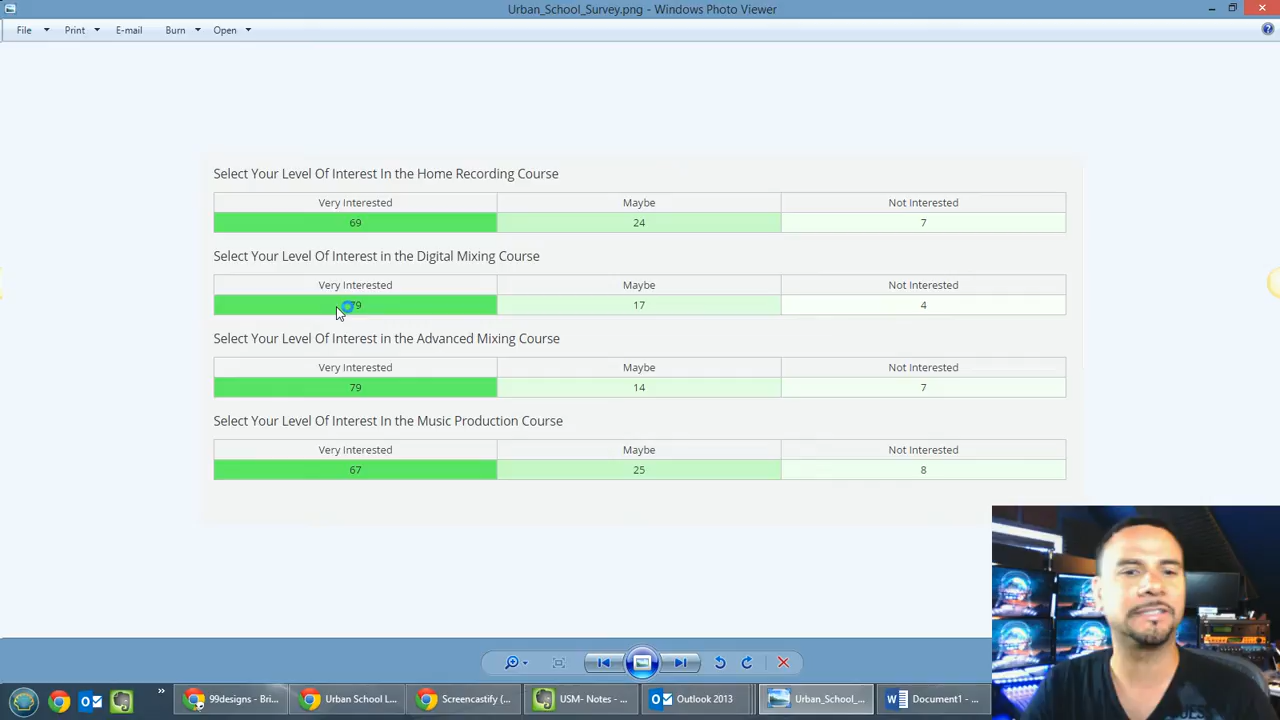 Urban_School_Survey.png - Windows Photo Viewer
File Print E-mail Burn Open
Select Your Level Of Interest In the Home Recording Course
Very Interested Maybe Not Interested
69 24 7
Select Your Level Of Interest in the Digital Mixing Course
Very Interested Maybe Not Interested
79 17 4
Select Your Level Of Interest in the Advanced Mixing Course
Very Interested Maybe Not Interested
79 14 7
Select Your Level Of Interest In the Music Production Course
Very Interested Maybe Not Interested
67 25 8
99designs - Bri... Urban School L... Screencastify (... USM- Notes - ... Outlook 2013 Urban_School_... Document1 - ...